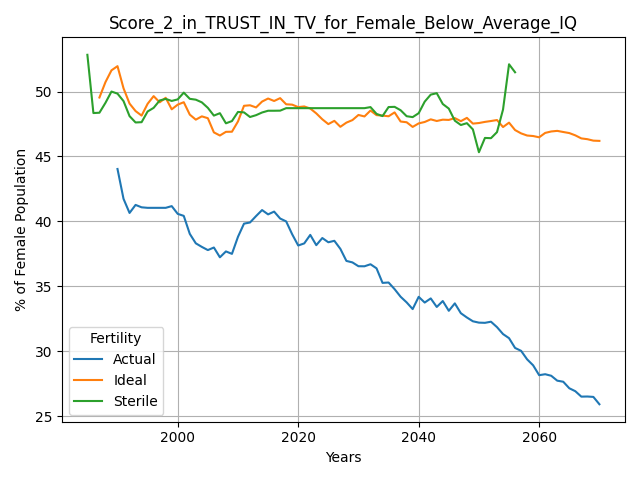 Score_2_in_TRUST_IN_TV_for_Female_Below_Average_IQ
% of Female Population
50
45
40
35
30
25
Fertility
Actual
Ideal
Sterile
2000
2020
2040
2060
Years